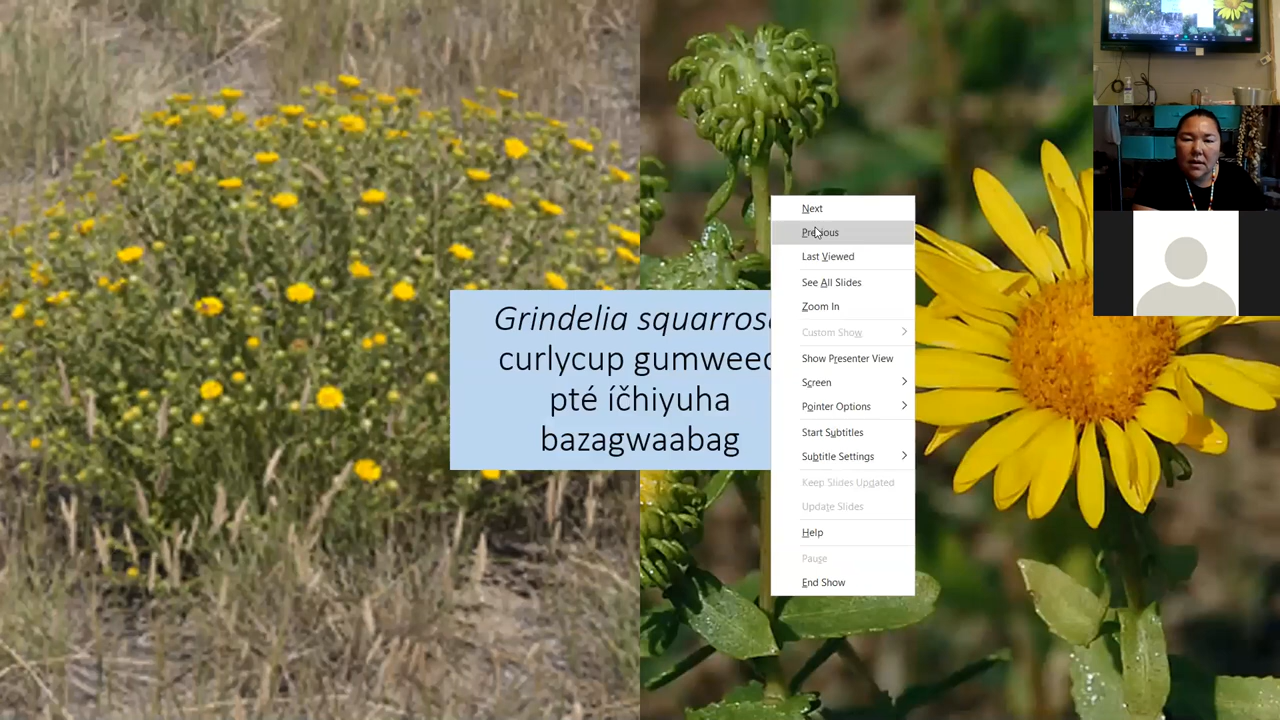 Grindelia squarros
curlycup gumweed
pté íčhiyuha
bazagwaabag
Next
Previous
Last Viewed
See All Slides
Zoom In
Custom Show
Show Presenter View
Screen
Pointer Options
Start Subtitles
Subtitle Settings
Keep Slides Updated
Update Slides
Help
Pause
End Show